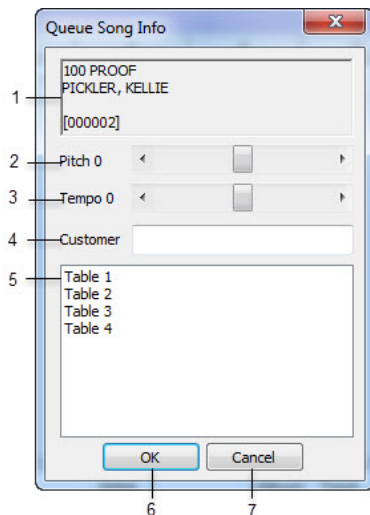 Queue Song Info
X
100 PROOF
PICKLER, KELLIE
[000002]
1
2
Pitch 0
3
Tempo 0
4
Customer
5
Table 1
Table 2
Table 3
Table 4
OK
Cancel
6
7